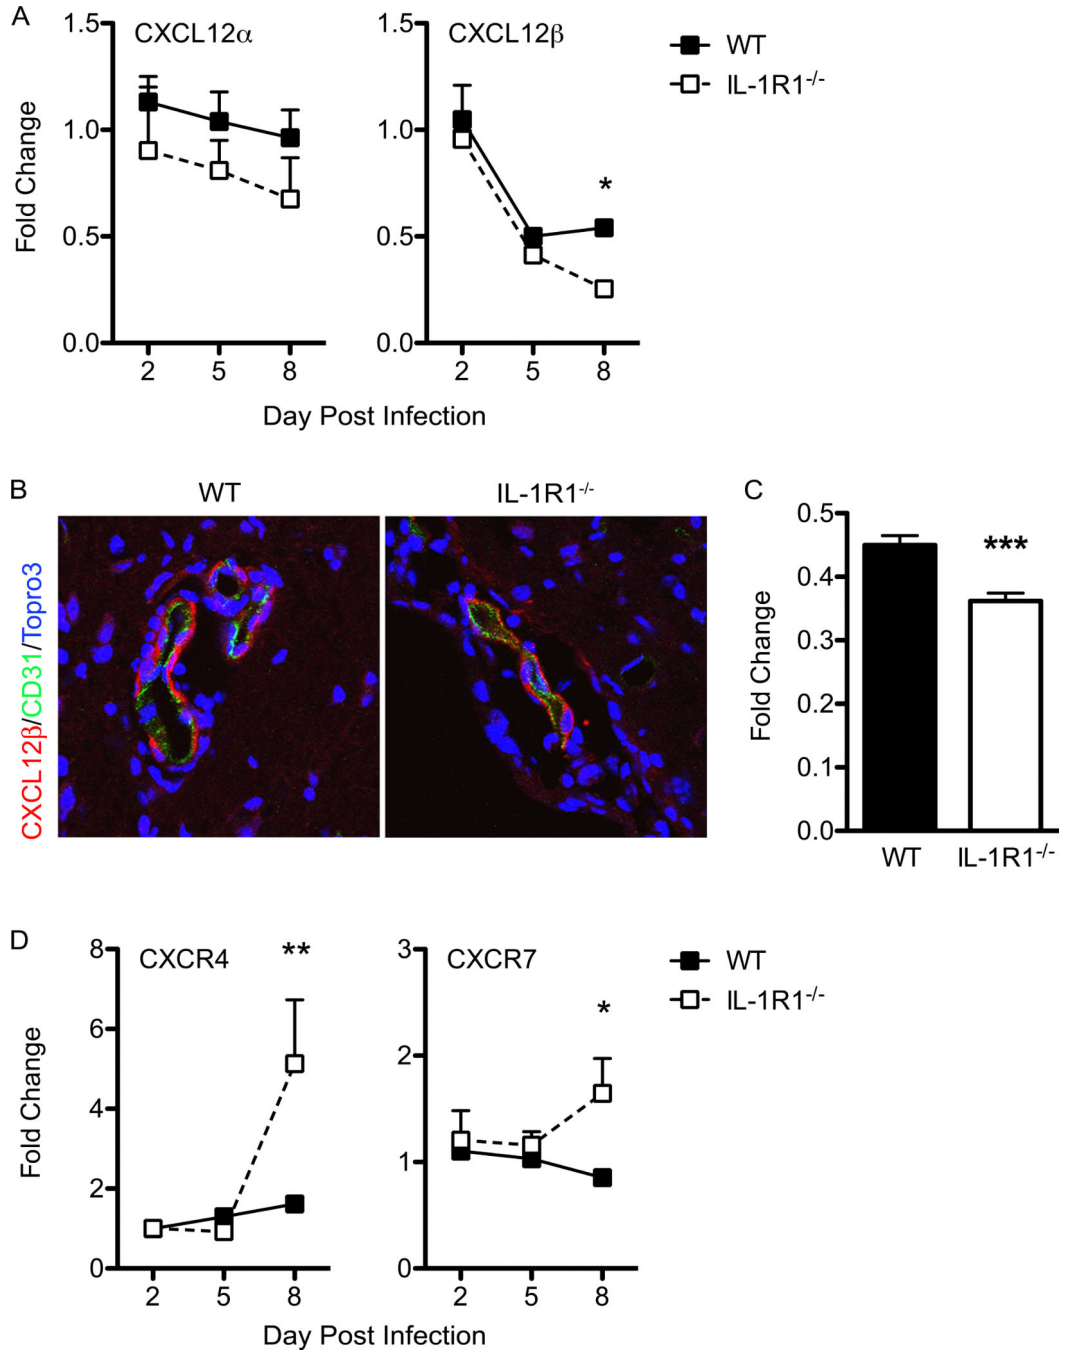 A
CXCL12α
CXCL12β
WT
IL-1R1-/-
Fold Change
1.5
1.0
0.5
0.0
2
5
8
1.5
1.0
0.5
0.0
*
2
5
8
Day Post Infection
B
WT
IL-1R1-/-
CXCL12β/CD31/Topro3
C
Fold Change
0.5
0.4
0.3
0.2
0.1
0.0
***
WT
IL-1R1-/-
D
CXCR4
CXCR7
WT
IL-1R1-/-
Fold Change
8
6
4
2
0
**
2
5
8
3
2
1
0
*
2
5
8
Day Post Infection